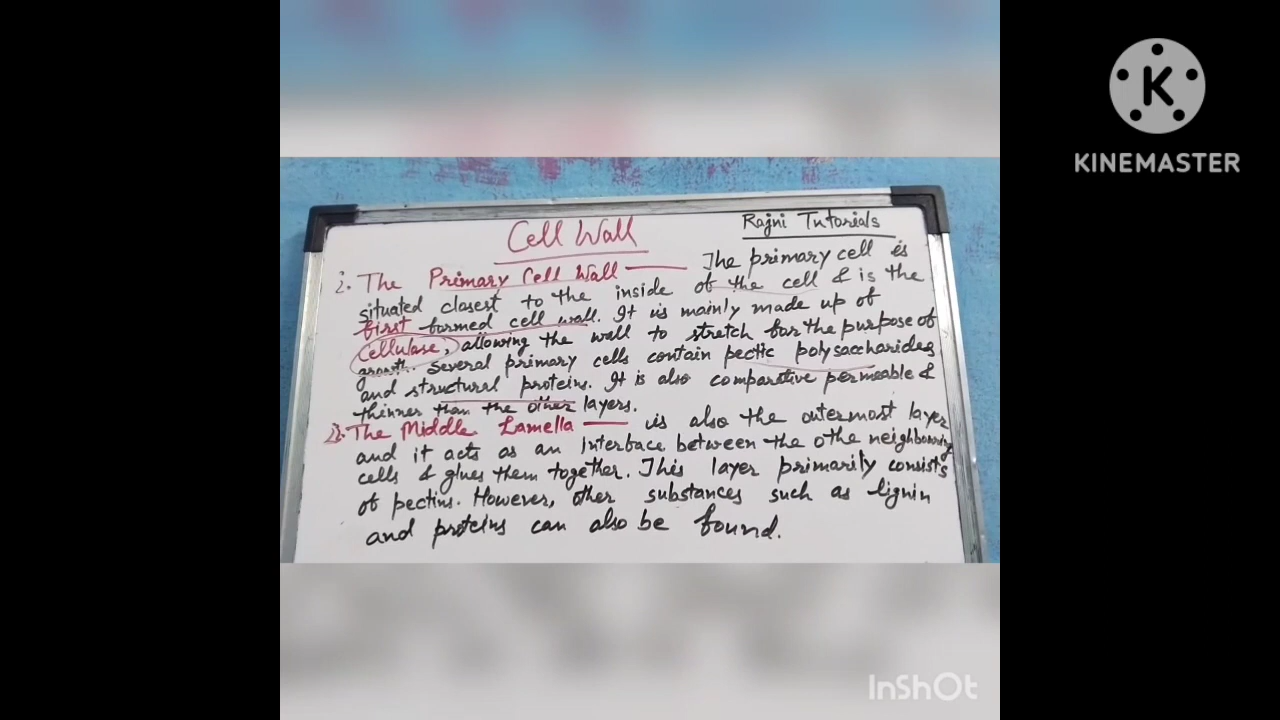 KINEMASTER
Cell Wall
Rajni Tutorials
i. The Primary Cell Wall — The primary cell is
situated closest to the inside of the cell & is the
first formed cell wall. It is mainly made up of
Cellulase, allowing the wall to stretch for the purpose of
growth. Several primary cells contain pectic polysaccharides
and structural proteins. It is also comparative permeable &
thinner than the other layers.
ii. The Middle Lamella — is also the outermost layer
and it acts as an interface between the othe neighbouring
cells & glues them together. This layer primarily consists
of pectins. However, other substances such as lignin
and proteins can also be found.
InShOt